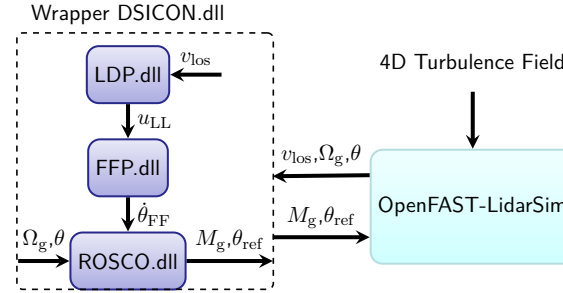 Wrapper DSICON.dll
LDP.dll
v_los
u_LL
FFP.dll
θ̇_FF
Ω_g,θ
ROSCO.dll
M_g,θ_ref
4D Turbulence Field
v_los,Ω_g,θ
M_g,θ_ref
OpenFAST-LidarSim